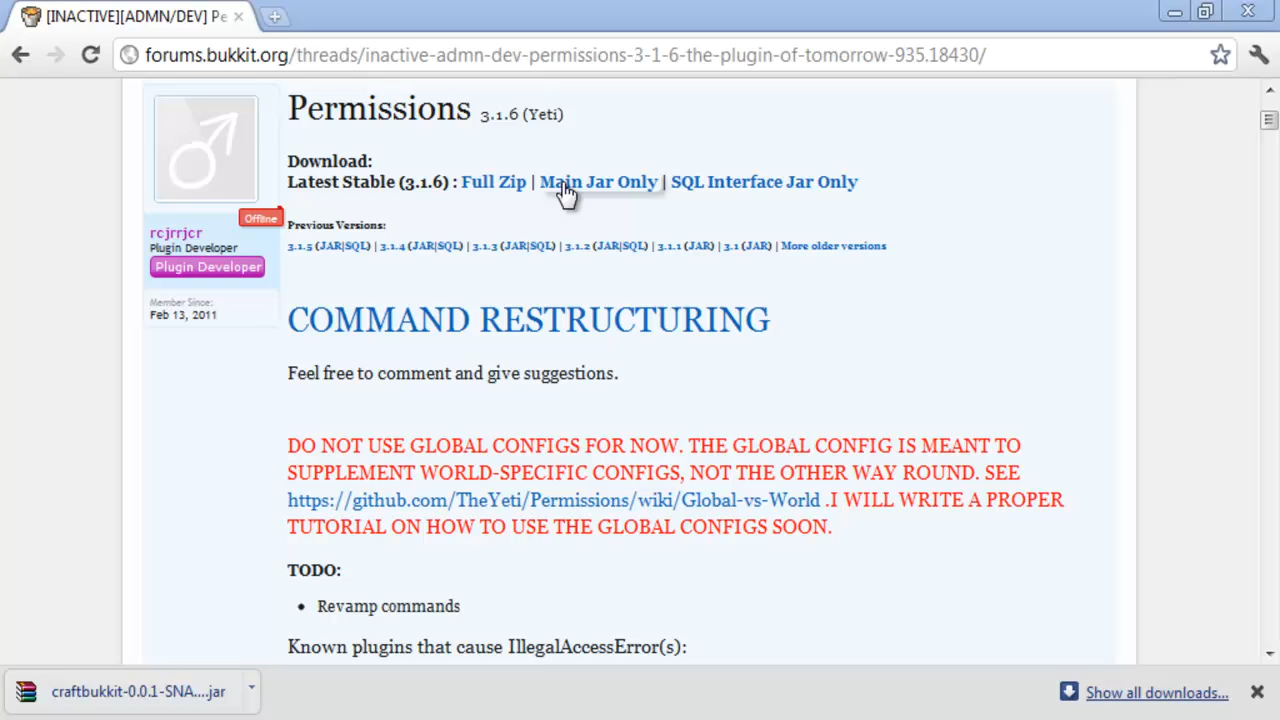 [INACTIVE][ADMN/DEV] Pe
forums.bukkit.org/threads/inactive-admn-dev-permissions-3-1-6-the-plugin-of-tomorrow-935.18430/
Permissions 3.1.6 (Yeti)
Download:
Latest Stable (3.1.6) : Full Zip | Main Jar Only | SQL Interface Jar Only
Offline
rcjrrjcr
Plugin Developer
Plugin Developer
Member Since:
Feb 13, 2011
Previous Versions:
3.1.5 (JAR|SQL) | 3.1.4 (JAR|SQL) | 3.1.3 (JAR|SQL) | 3.1.2 (JAR|SQL) | 3.1.1 (JAR) | 3.1 (JAR) | More older versions
COMMAND RESTRUCTURING
Feel free to comment and give suggestions.
DO NOT USE GLOBAL CONFIGS FOR NOW. THE GLOBAL CONFIG IS MEANT TO
SUPPLEMENT WORLD-SPECIFIC CONFIGS, NOT THE OTHER WAY ROUND. SEE
https://github.com/TheYeti/Permissions/wiki/Global-vs-World .I WILL WRITE A PROPER
TUTORIAL ON HOW TO USE THE GLOBAL CONFIGS SOON.
TODO:
• Revamp commands
Known plugins that cause IllegalAccessError(s):
craftbukkit-0.0.1-SNA....jar
Show all downloads...